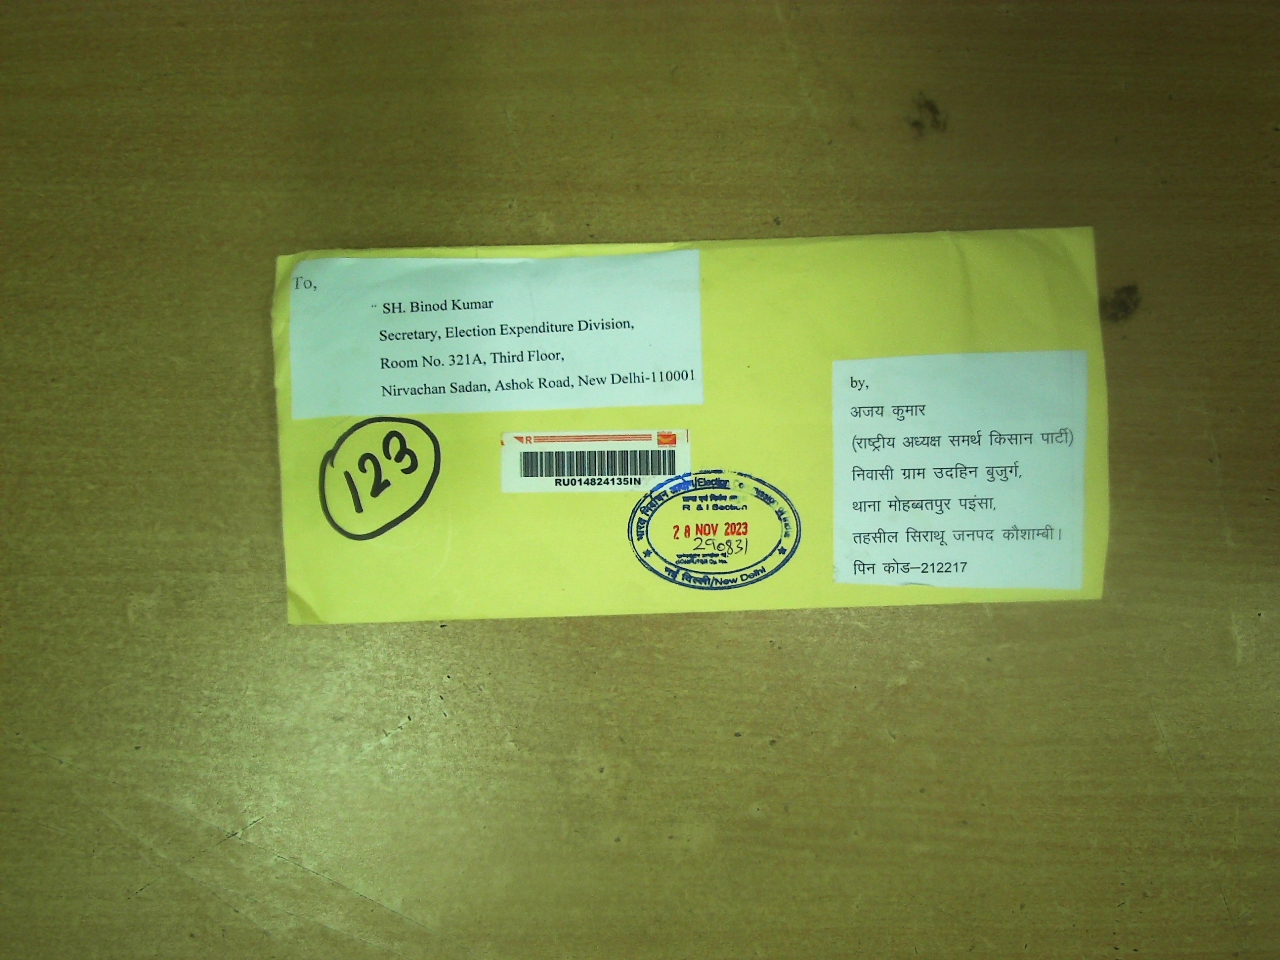 To,
SH. Binod Kumar
Secretary, Election Expenditure Division,
Room No. 321A, Third Floor,
Nirvachan Sadan, Ashok Road, New Delhi-110001
123
R
RU014824135IN
भारत निर्वाचन आयोग/Election
R & I Section
28 NOV 2023
290831
नई दिल्ली/New Delhi
by,
अजय कुमार
(राष्ट्रीय अध्यक्ष समर्थ किसान पार्टी)
निवासी ग्राम उदहिन बुजुर्ग,
थाना मोहब्बतपुर पइंसा,
तहसील सिराथू जनपद कौशाम्बी।
पिन कोड–212217